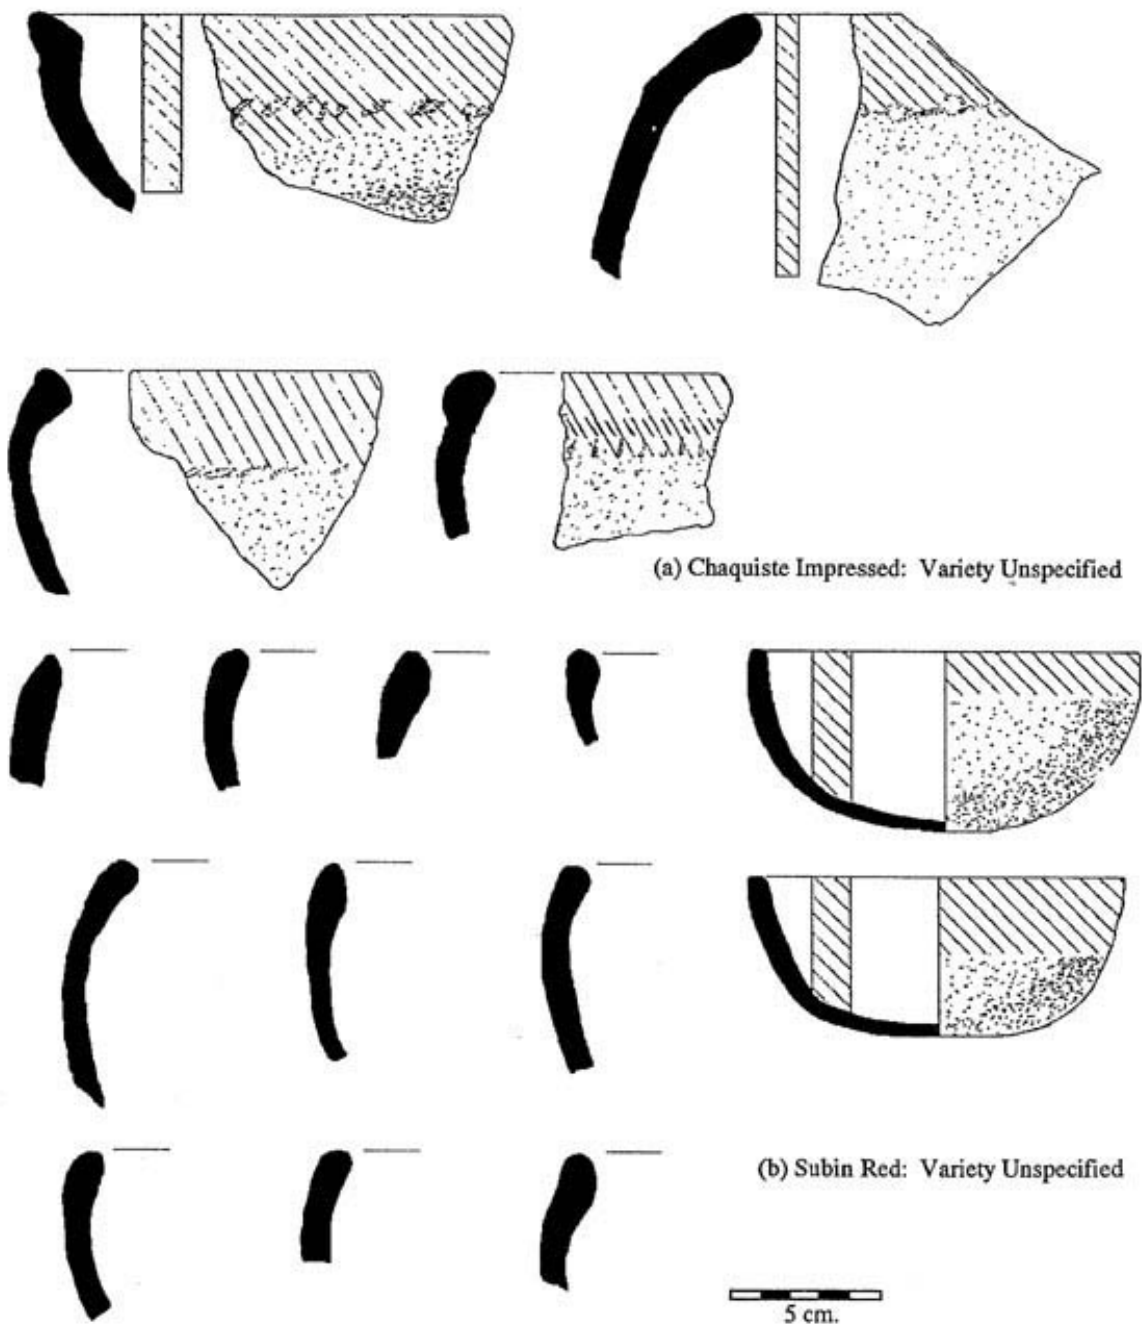 (a) Chaquiste Impressed: Variety Unspecified
(b) Subin Red: Variety Unspecified
5 cm.